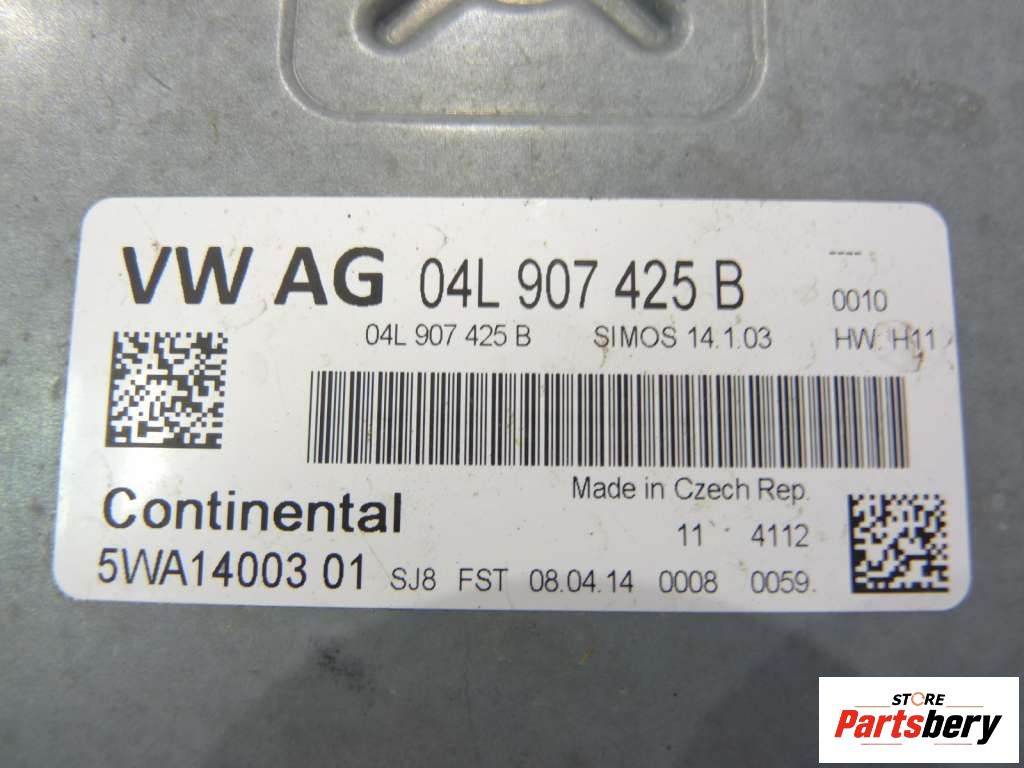 VW AG 04L 907 425 B ----
0010
04L 907 425 B SIMOS 14.1.03 HW: H11
Made in Czech Rep.
Continental
11 4112
5WA14003 01 SJ8 FST 08.04.14 0008 0059.
STORE
Partsbery